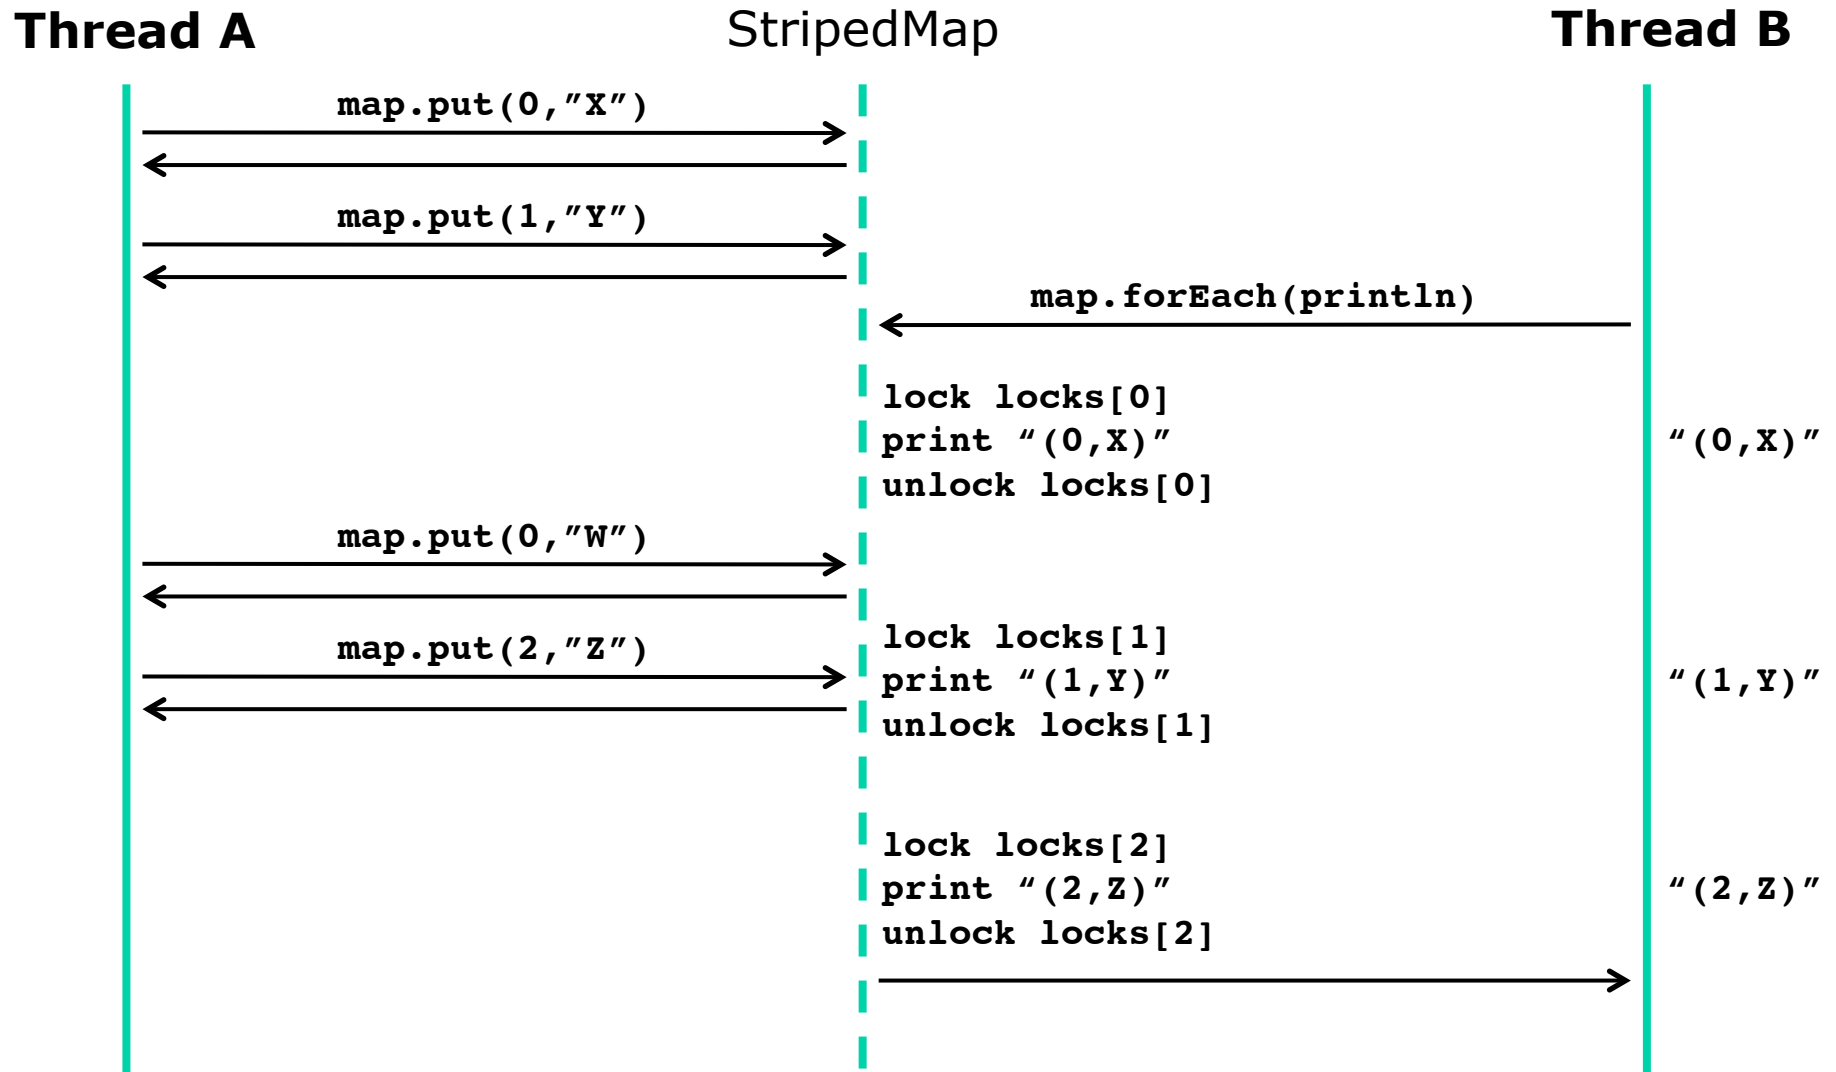 Thread A
StripedMap
Thread B
map.put(0,”X”)
map.put(1,”Y”)
map.forEach(println)
lock locks[0]
print “(0,X)”
“(0,X)”
unlock locks[0]
map.put(0,”W”)
lock locks[1]
map.put(2,”Z”)
print “(1,Y)”
“(1,Y)”
unlock locks[1]
lock locks[2]
print “(2,Z)”
“(2,Z)”
unlock locks[2]